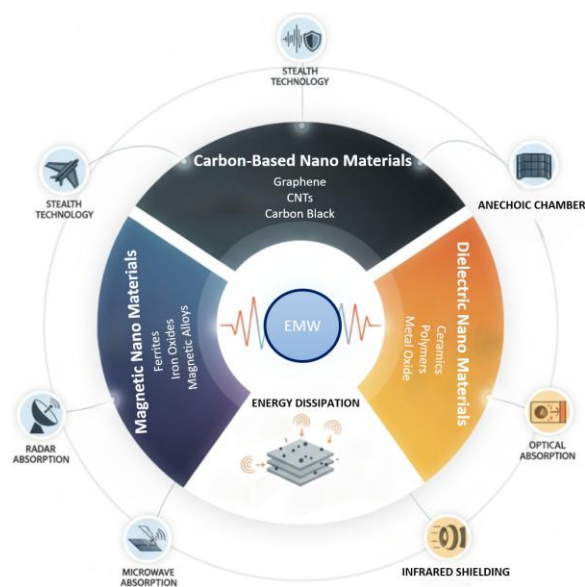 STEALTH
TECHNOLOGY
Carbon-Based Nano Materials
Graphene
CNTs
Carbon Black
STEALTH
TECHNOLOGY
ANECHOIC CHAMBER
Magnetic Nano Materials
Ferrites
Iron Oxides
Magnetic Alloys
EMW
Dielectric Nano Materials
Ceramics
Polymers
Metal Oxide
ENERGY DISSIPATION
RADAR
ABSORPTION
OPTICAL
ABSORPTION
MICROWAVE
ABSORPTION
INFRARED SHIELDING